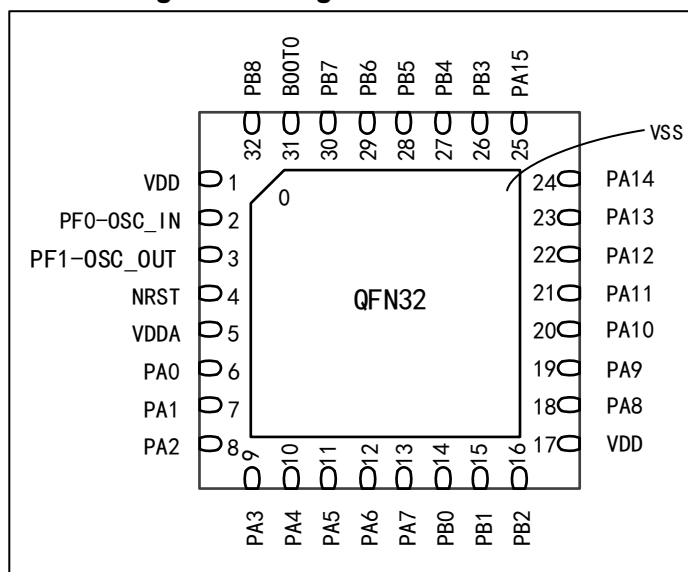 PB8
BOOT0
PB7
PB6
PB5
PB4
PB3
PA15
32
31
30
29
28
27
26
25
VSS
VDD 1
PF0-OSC_IN 2
PF1-OSC_OUT 3
NRST 4
VDDA 5
PA0 6
PA1 7
PA2 8
0
QFN32
24 PA14
23 PA13
22 PA12
21 PA11
20 PA10
19 PA9
18 PA8
17 VDD
9
10
11
12
13
14
15
16
PA3
PA4
PA5
PA6
PA7
PB0
PB1
PB2